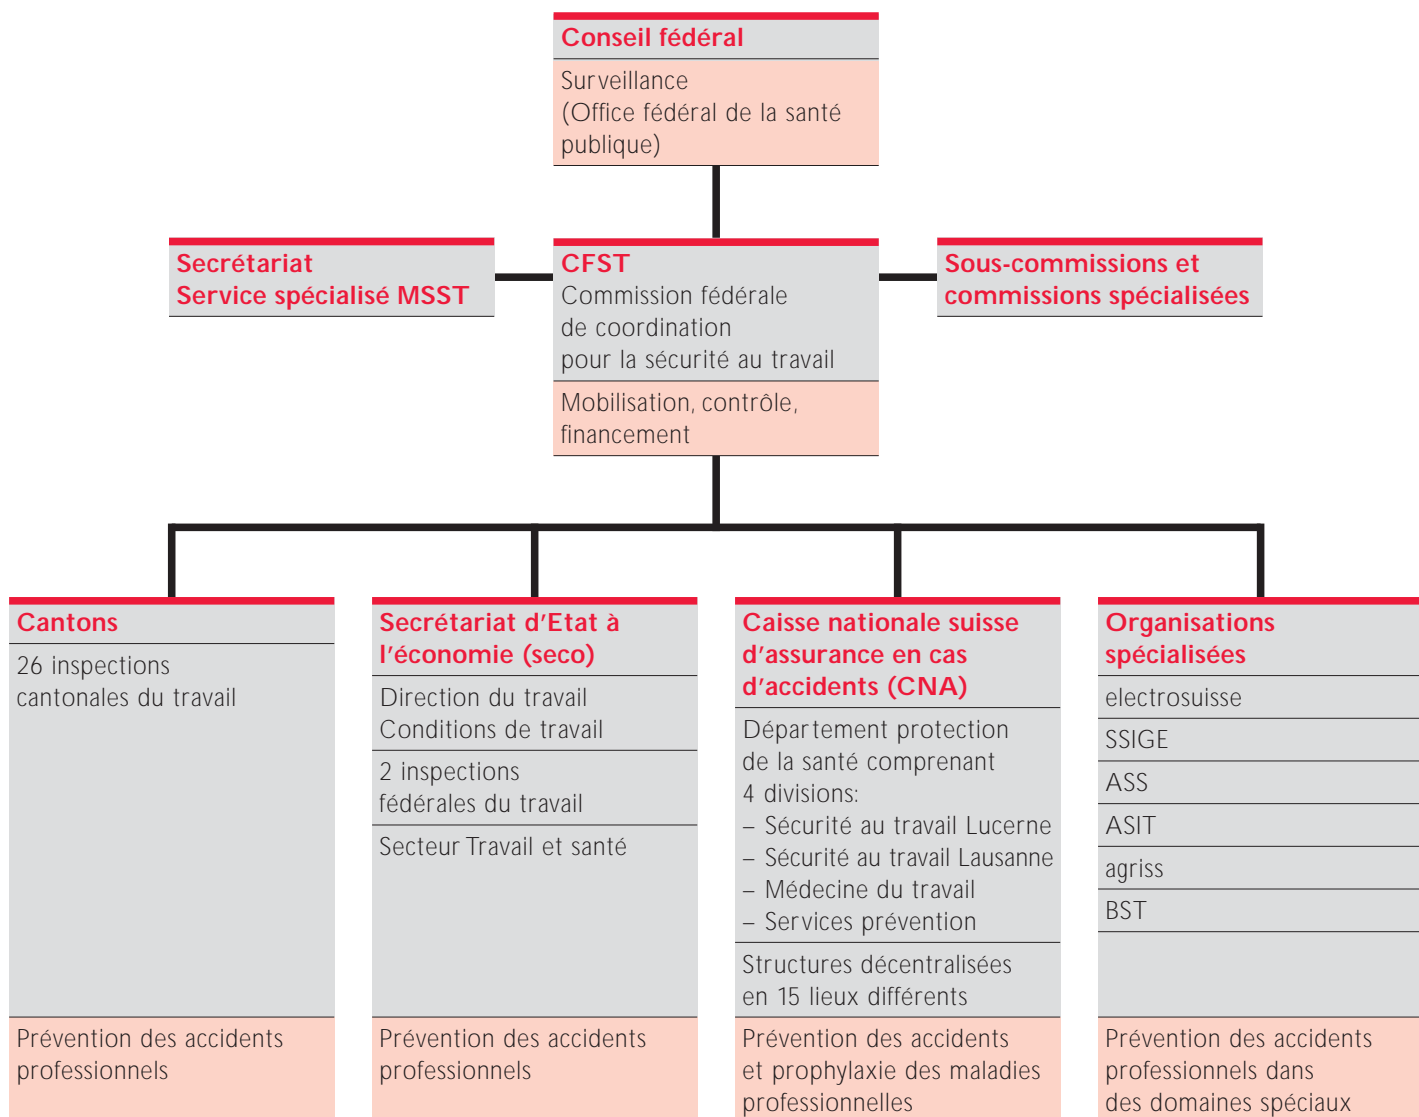 Conseil fédéral
Surveillance
(Office fédéral de la santé
publique)
Secrétariat
Service spécialisé MSST
CFST
Commission fédérale
de coordination
pour la sécurité au travail
Mobilisation, contrôle,
financement
Sous-commissions et
commissions spécialisées
Cantons
26 inspections
cantonales du travail
Prévention des accidents
professionnels
Secrétariat d'Etat à
l'économie (seco)
Direction du travail
Conditions de travail
2 inspections
fédérales du travail
Secteur Travail et santé
Prévention des accidents
professionnels
Caisse nationale suisse
d'assurance en cas
d'accidents (CNA)
Département protection
de la santé comprenant
4 divisions:
– Sécurité au travail Lucerne
– Sécurité au travail Lausanne
– Médecine du travail
– Services prévention
Structures décentralisées
en 15 lieux différents
Prévention des accidents
et prophylaxie des maladies
professionnelles
Organisations
spécialisées
electrosuisse
SSIGE
ASS
ASIT
agriss
BST
Prévention des accidents
professionnels dans
des domaines spéciaux